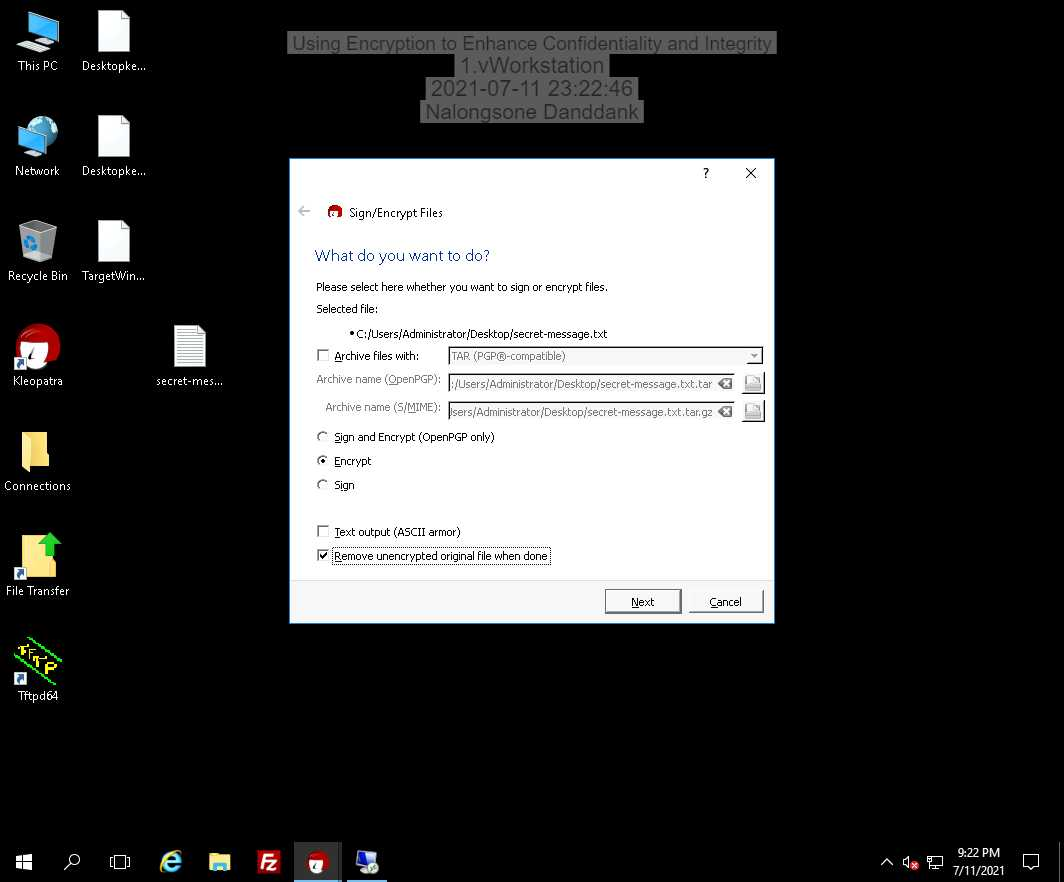 Using Encryption to Enhance Confidentiality and Integrity
1.vWorkstation
2021-07-11 23:22:46
Nalongsone Danddank
This PC
Desktopke...
Network
Desktopke...
Recycle Bin
TargetWin...
Kleopatra
secret-mes...
Connections
File Transfer
TFTP
Tftpd64
?
Sign/Encrypt Files
What do you want to do?
Please select here whether you want to sign or encrypt files.
Selected file:
•C:/Users/Administrator/Desktop/secret-message.txt
Archive files with:
TAR (PGP®-compatible)
Archive name (OpenPGP):
:/Users/Administrator/Desktop/secret-message.txt.tar
Archive name (S/MIME):
Jsers/Administrator/Desktop/secret-message.txt.tar.gz
Sign and Encrypt (OpenPGP only)
Encrypt
Sign
Text output (ASCII armor)
Remove unencrypted original file when done
Next
Cancel
Fz
9:22 PM
7/11/2021